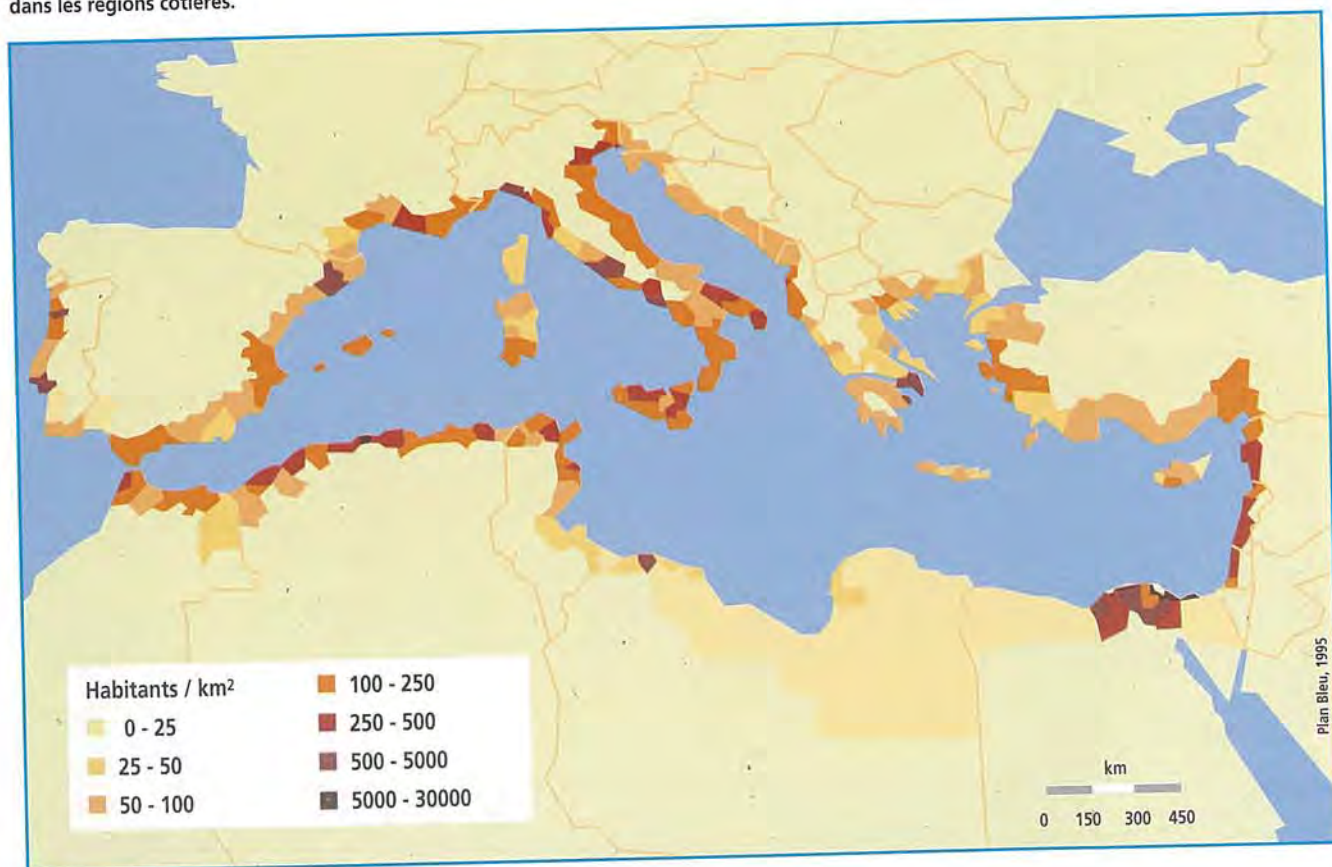 dans les régions côtières.
Habitants / km²
0 - 25
25 - 50
50 - 100
100 - 250
250 - 500
500 - 5000
5000 - 30000
km
0 150 300 450
Plan Bleu, 1995